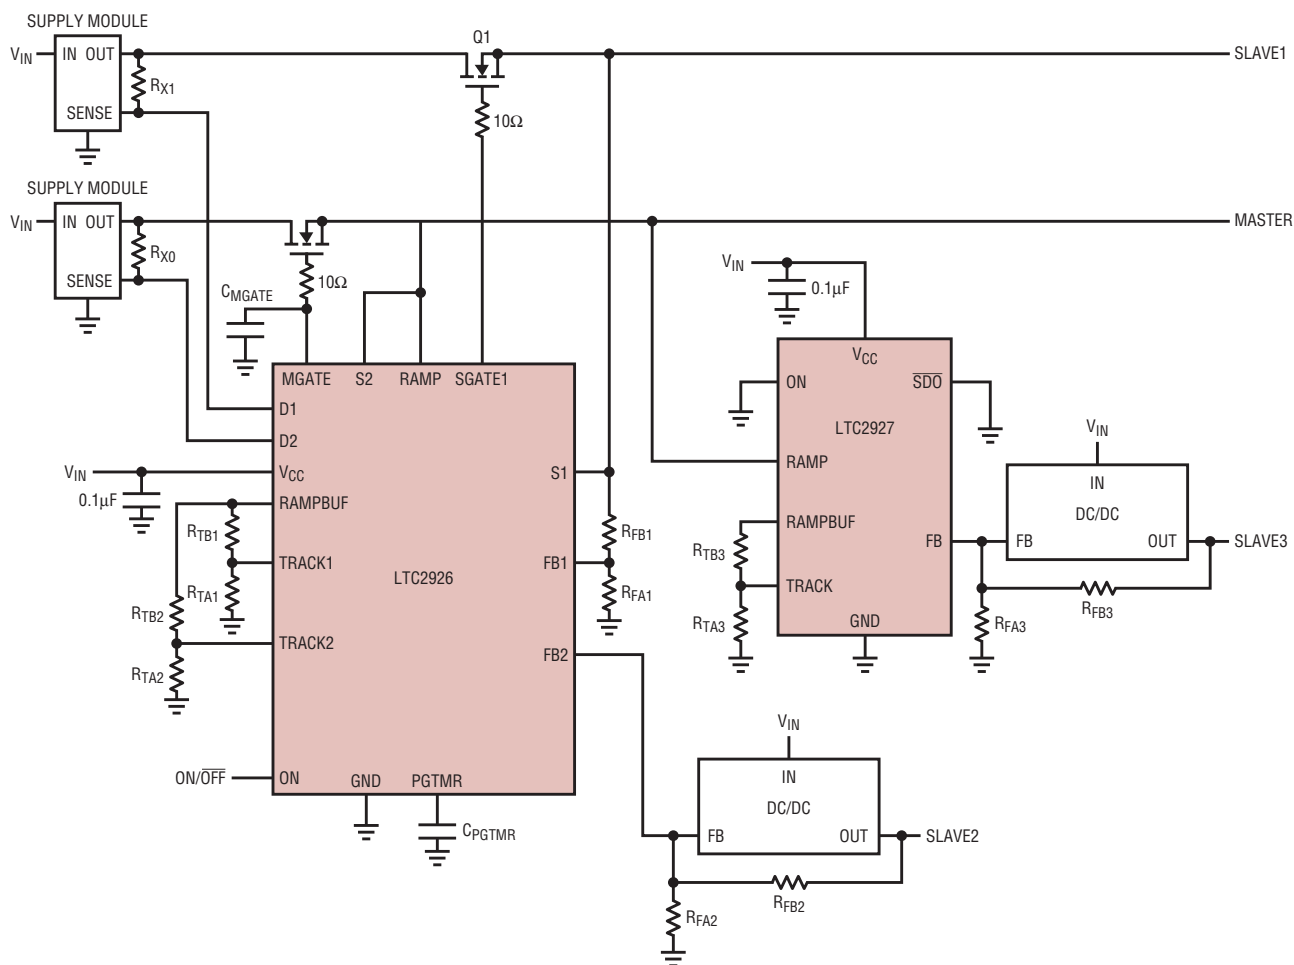 SUPPLY MODULE
Q1
VIN
IN OUT
SLAVE1
RX1
SENSE
10Ω
SUPPLY MODULE
VIN
IN OUT
MASTER
RX0
SENSE
10Ω
CMGATE
VIN
0.1µF
MGATE
S2
RAMP
SGATE1
VCC
D1
ON
SDO
D2
LTC2927
VIN
VIN
VCC
S1
RAMP
IN
0.1µF
RAMPBUF
DC/DC
RTB1
RFB1
RAMPBUF
FB
FB
OUT
SLAVE3
RTB3
TRACK1
FB1
LTC2926
TRACK
RTA1
RFA1
RFB3
RTB2
RTA3
GND
RFA3
TRACK2
FB2
RTA2
VIN
ON/OFF
ON
GND
PGTMR
IN
DC/DC
CPGTMR
FB
OUT
SLAVE2
RFB2
RFA2